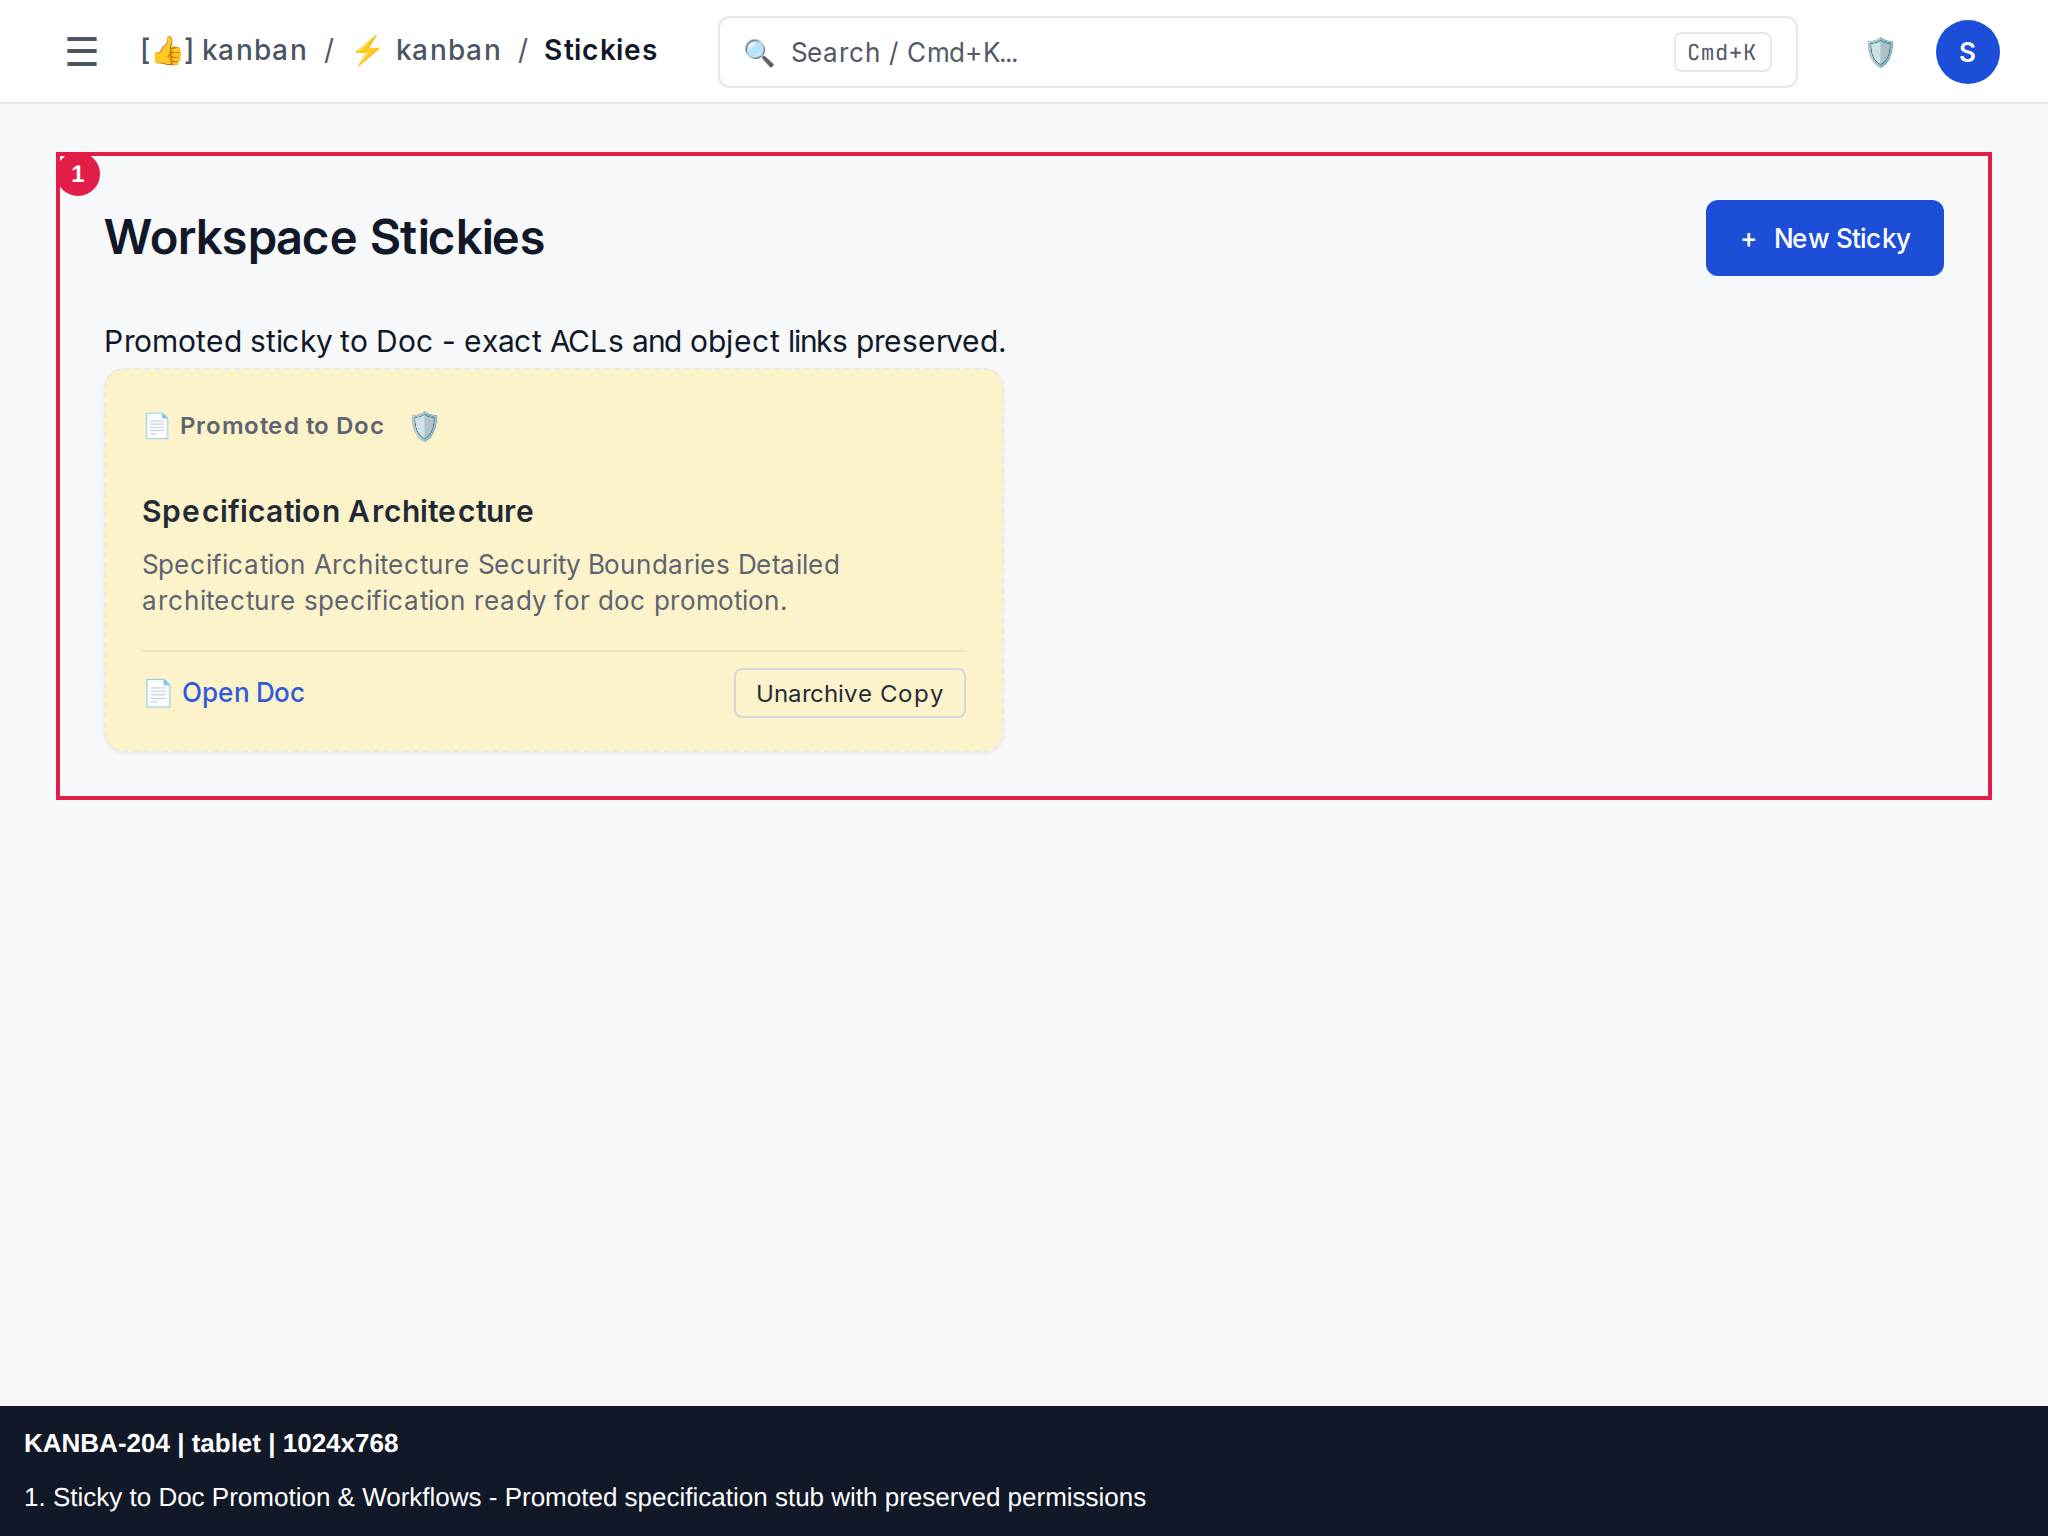 [👍] kanban / ⚡ kanban / Stickies
🔍 Search / Cmd+K...
Cmd+K
S
1
Workspace Stickies
+ New Sticky
Promoted sticky to Doc - exact ACLs and object links preserved.
📄 Promoted to Doc 🛡️
Specification Architecture
Specification Architecture Security Boundaries Detailed
architecture specification ready for doc promotion.
📄 Open Doc
Unarchive Copy
KANBA-204 | tablet | 1024x768
1. Sticky to Doc Promotion & Workflows - Promoted specification stub with preserved permissions